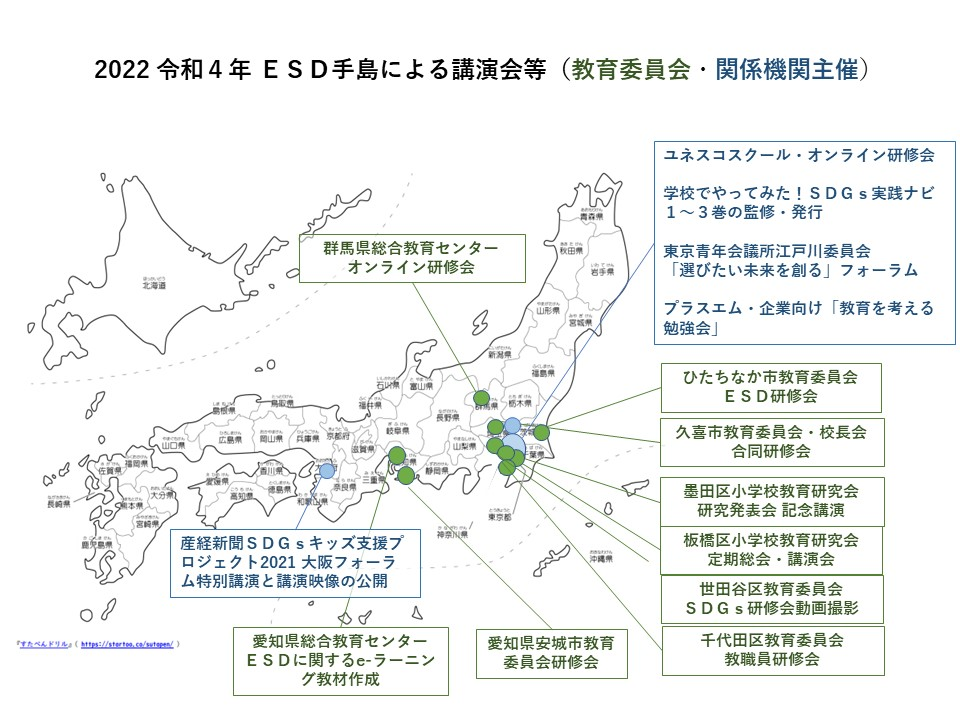 2022 令和４年 ＥＳＤ手島による講演会等（教育委員会・関係機関主催）
ユネスコスクール・オンライン研修会
学校でやってみた！ＳＤＧｓ実践ナビ
１～３巻の監修・発行
東京青年会議所江戸川委員会
「選びたい未来を創る」フォーラム
プラスエム・企業向け「教育を考える
勉強会」
群馬県総合教育センター
オンライン研修会
ひたちなか市教育委員会
ＥＳＤ研修会
久喜市教育委員会・校長会
合同研修会
墨田区小学校教育研究会
研究発表会 記念講演
板橋区小学校教育研究会
定期総会・講演会
世田谷区教育委員会
ＳＤＧｓ研修会動画撮影
千代田区教育委員会
教職員研修会
産経新聞ＳＤＧｓキッズ支援プ
ロジェクト2021 大阪フォーラ
ム特別講演と講演映像の公開
愛知県総合教育センター
ＥＳＤに関するe-ラーニン
グ教材作成
愛知県安城市教育
委員会研修会
北海道
青森県
秋田県
岩手県
山形県
宮城県
新潟県
福島県
石川県
富山県
栃木県
福井県
長野県
岐阜県
山梨県
滋賀県
静岡県
鳥取県
島根県
岡山県
兵庫県
京都府
広島県
山口県
三重県
奈良県
和歌山県
香川県
徳島県
愛媛県
高知県
福岡県
佐賀県
長崎県
大分県
熊本県
宮崎県
鹿児島県
東京都
神奈川県
沖縄県
『すたぺんドリル』（ https://startoo.co/sutapen/ ）